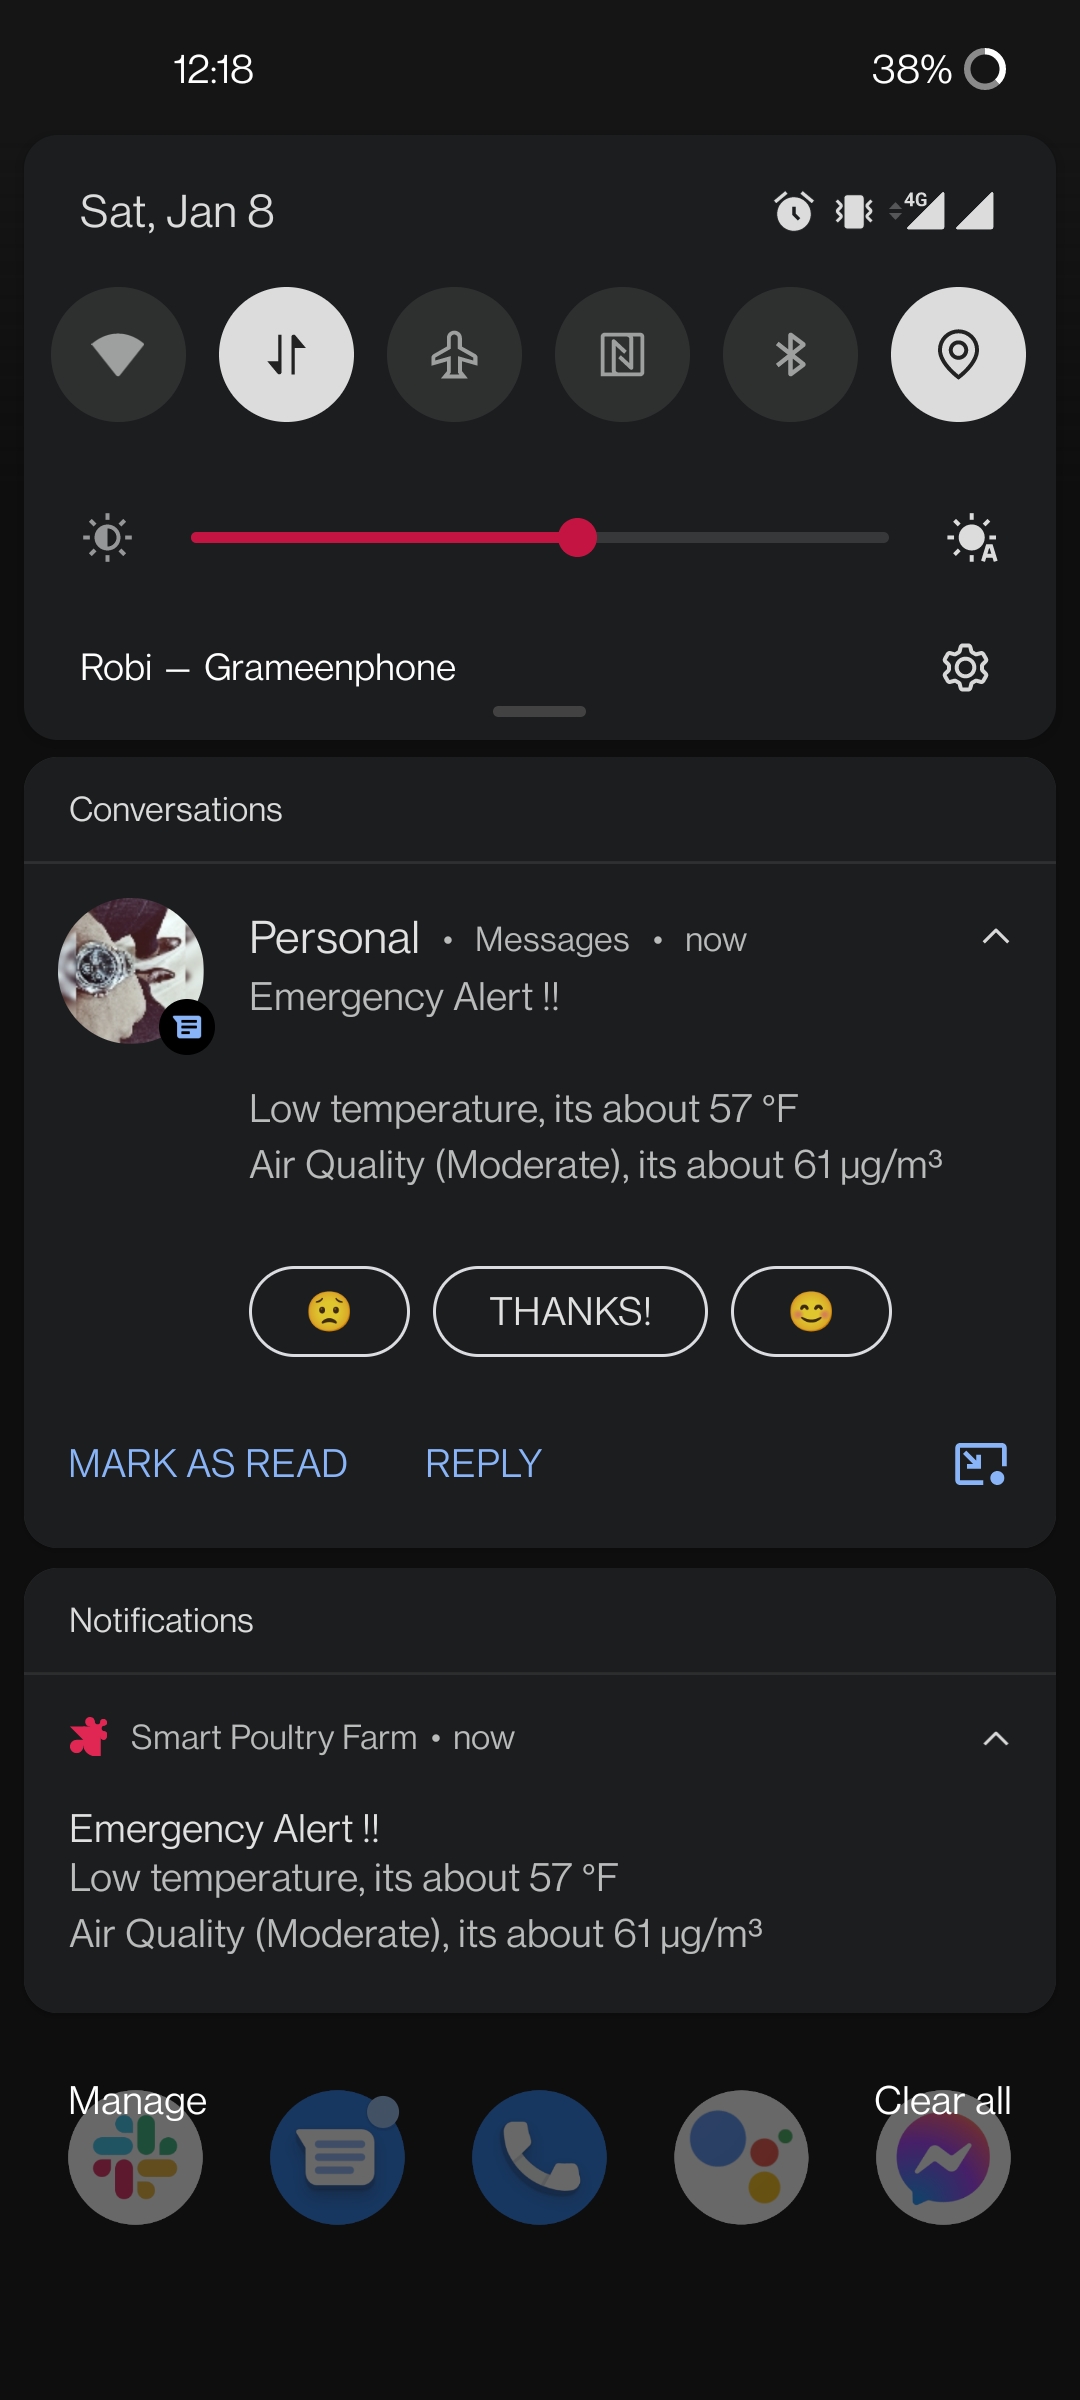 12:18
38%
Sat, Jan 8
4G
A
Robi — Grameenphone
Conversations
Personal • Messages • now
Emergency Alert !!
Low temperature, its about 57 °F
Air Quality (Moderate), its about 61 µg/m³
THANKS!
MARK AS READ
REPLY
Notifications
Smart Poultry Farm • now
Emergency Alert !!
Low temperature, its about 57 °F
Air Quality (Moderate), its about 61 µg/m³
Manage
Clear all